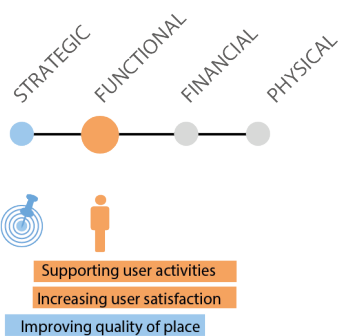 STRATEGIC
FUNCTIONAL
FINANCIAL
PHYSICAL
Supporting user activities
Increasing user satisfaction
Improving quality of place